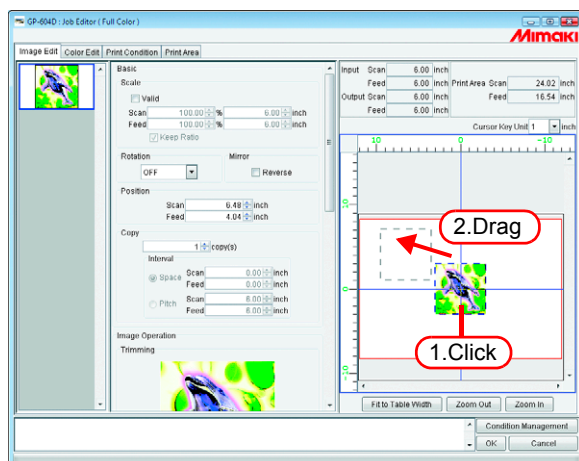 GP-604D : Job Editor ( Full Color )
Mimaki
Image Edit Color Edit Print Condition Print Area
Basic
Scale
Valid
Scan 100.00 % 6.00 inch
Feed 100.00 % 6.00 inch
Keep Ratio
Rotation Mirror
OFF Reverse
Position
Scan 6.48 inch
Feed 4.04 inch
Copy
1 copy(s)
Interval
Space Scan 0.00 inch
Feed 0.00 inch
Pitch Scan 6.00 inch
Feed 6.00 inch
Image Operation
Trimming
Input Scan 6.00 inch
Feed 6.00 inch Print Area Scan 24.02 inch
Output Scan 6.00 inch Feed 16.54 inch
Feed 6.00 inch
Cursor Key Unit 1 inch
10 0 -10
10
0
-10
2.Drag
1.Click
Fit to Table Width Zoom Out Zoom In
Condition Management
OK Cancel